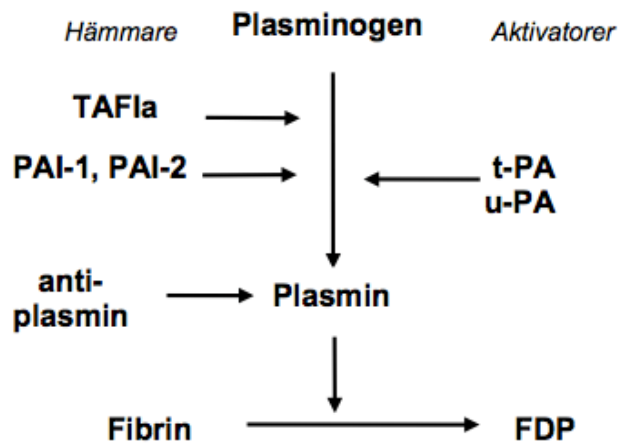 Hämmare
Plasminogen
Aktivatorer
TAFIa
PAI-1, PAI-2
t-PA
u-PA
anti-
plasmin
Plasmin
Fibrin
FDP